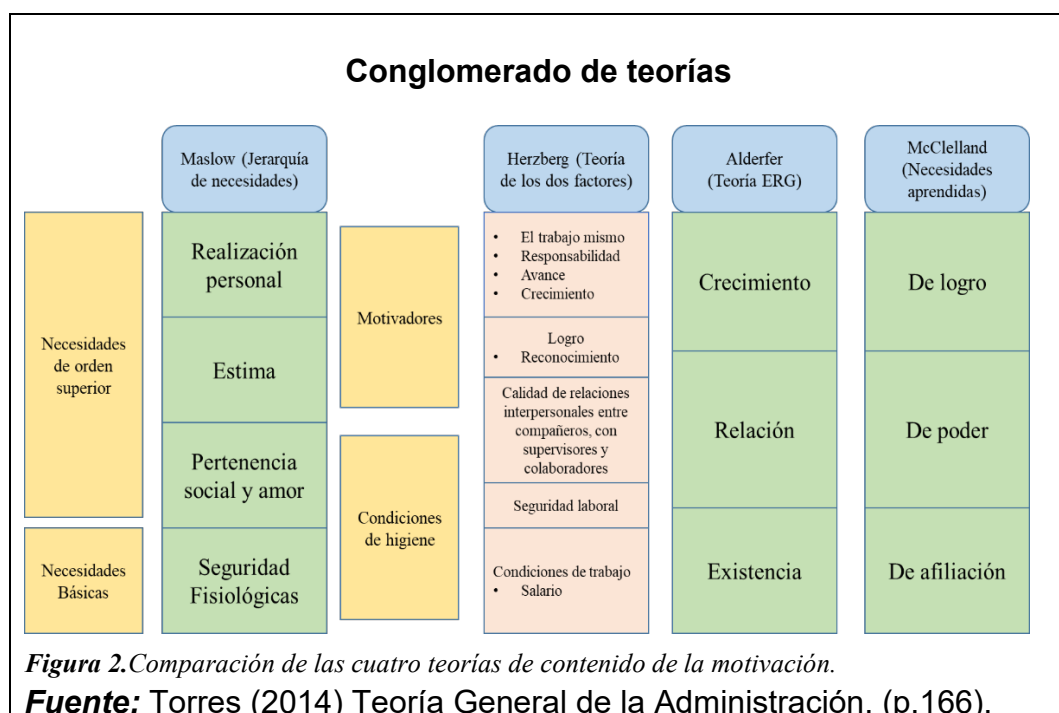 Conglomerado de teorías
Maslow (Jerarquía
de necesidades)
Herzberg (Teoría
de los dos factores)
Alderfer
(Teoría ERG)
McClelland
(Necesidades
aprendidas)
Necesidades
de orden
superior
Necesidades
Básicas
Realización
personal
Estima
Pertenencia
social y amor
Seguridad
Fisiológicas
Motivadores
Condiciones
de higiene
• El trabajo mismo
• Responsabilidad
• Avance
• Crecimiento
Logro
• Reconocimiento
Calidad de relaciones
interpersonales entre
compañeros, con
supervisores y
colaboradores
Seguridad laboral
Condiciones de trabajo
• Salario
Crecimiento
Relación
Existencia
De logro
De poder
De afiliación
Figura 2.Comparación de las cuatro teorías de contenido de la motivación.
Fuente: Torres (2014) Teoría General de la Administración. (p.166).